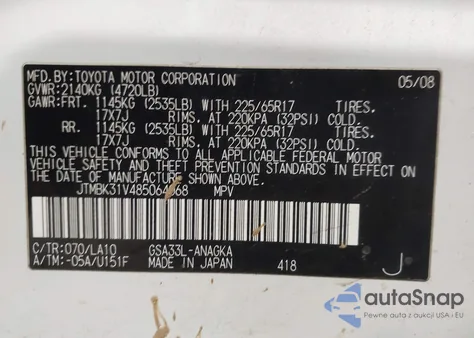 MFD.BY:TOYOTA MOTOR CORPORATION 05/08
GVWR:2140KG (4720LB)
GAWR:FRT. 1145KG (2535LB) WITH 225/65R17 TIRES,
17X7J RIMS, AT 220KPA (32PSI) COLD.
RR. 1145KG (2535LB) WITH 225/65R17 TIRES,
17X7J RIMS, AT 220KPA (32PSI) COLD.
THIS VEHICLE CONFORMS TO ALL APPLICABLE FEDERAL MOTOR
VEHICLE SAFETY AND THEFT PREVENTION STANDARDS IN EFFECT ON
THE DATE OF MANUFACTURE SHOWN ABOVE.
JTMBK31V485064068 MPV
C/TR:070/LA10 GSA33L-ANAGKA
A/TM:-05A/U151F MADE IN JAPAN 418 J
autoSnap
Pewne auta z USA i EU